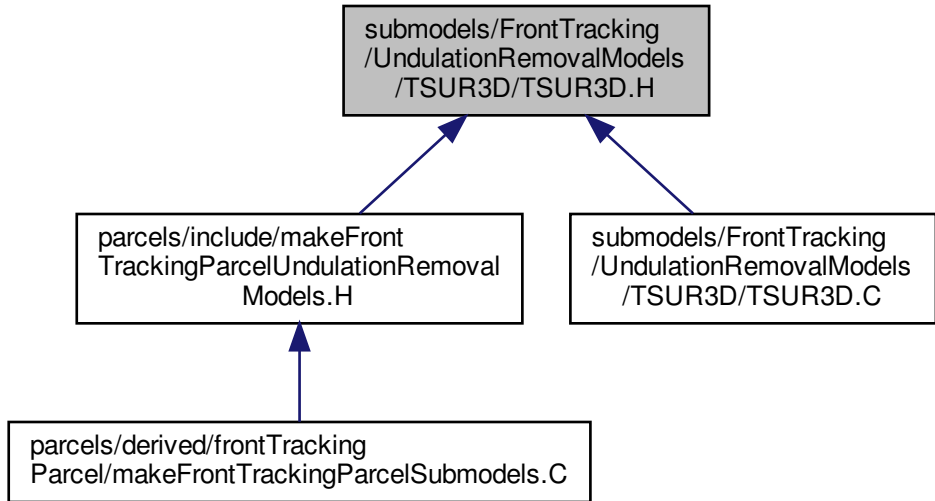 submodels/FrontTracking
/UndulationRemovalModels
/TSUR3D/TSUR3D.H
parcels/include/makeFront
TrackingParcelUndulationRemoval
Models.H
submodels/FrontTracking
/UndulationRemovalModels
/TSUR3D/TSUR3D.C
parcels/derived/frontTracking
Parcel/makeFrontTrackingParcelSubmodels.C